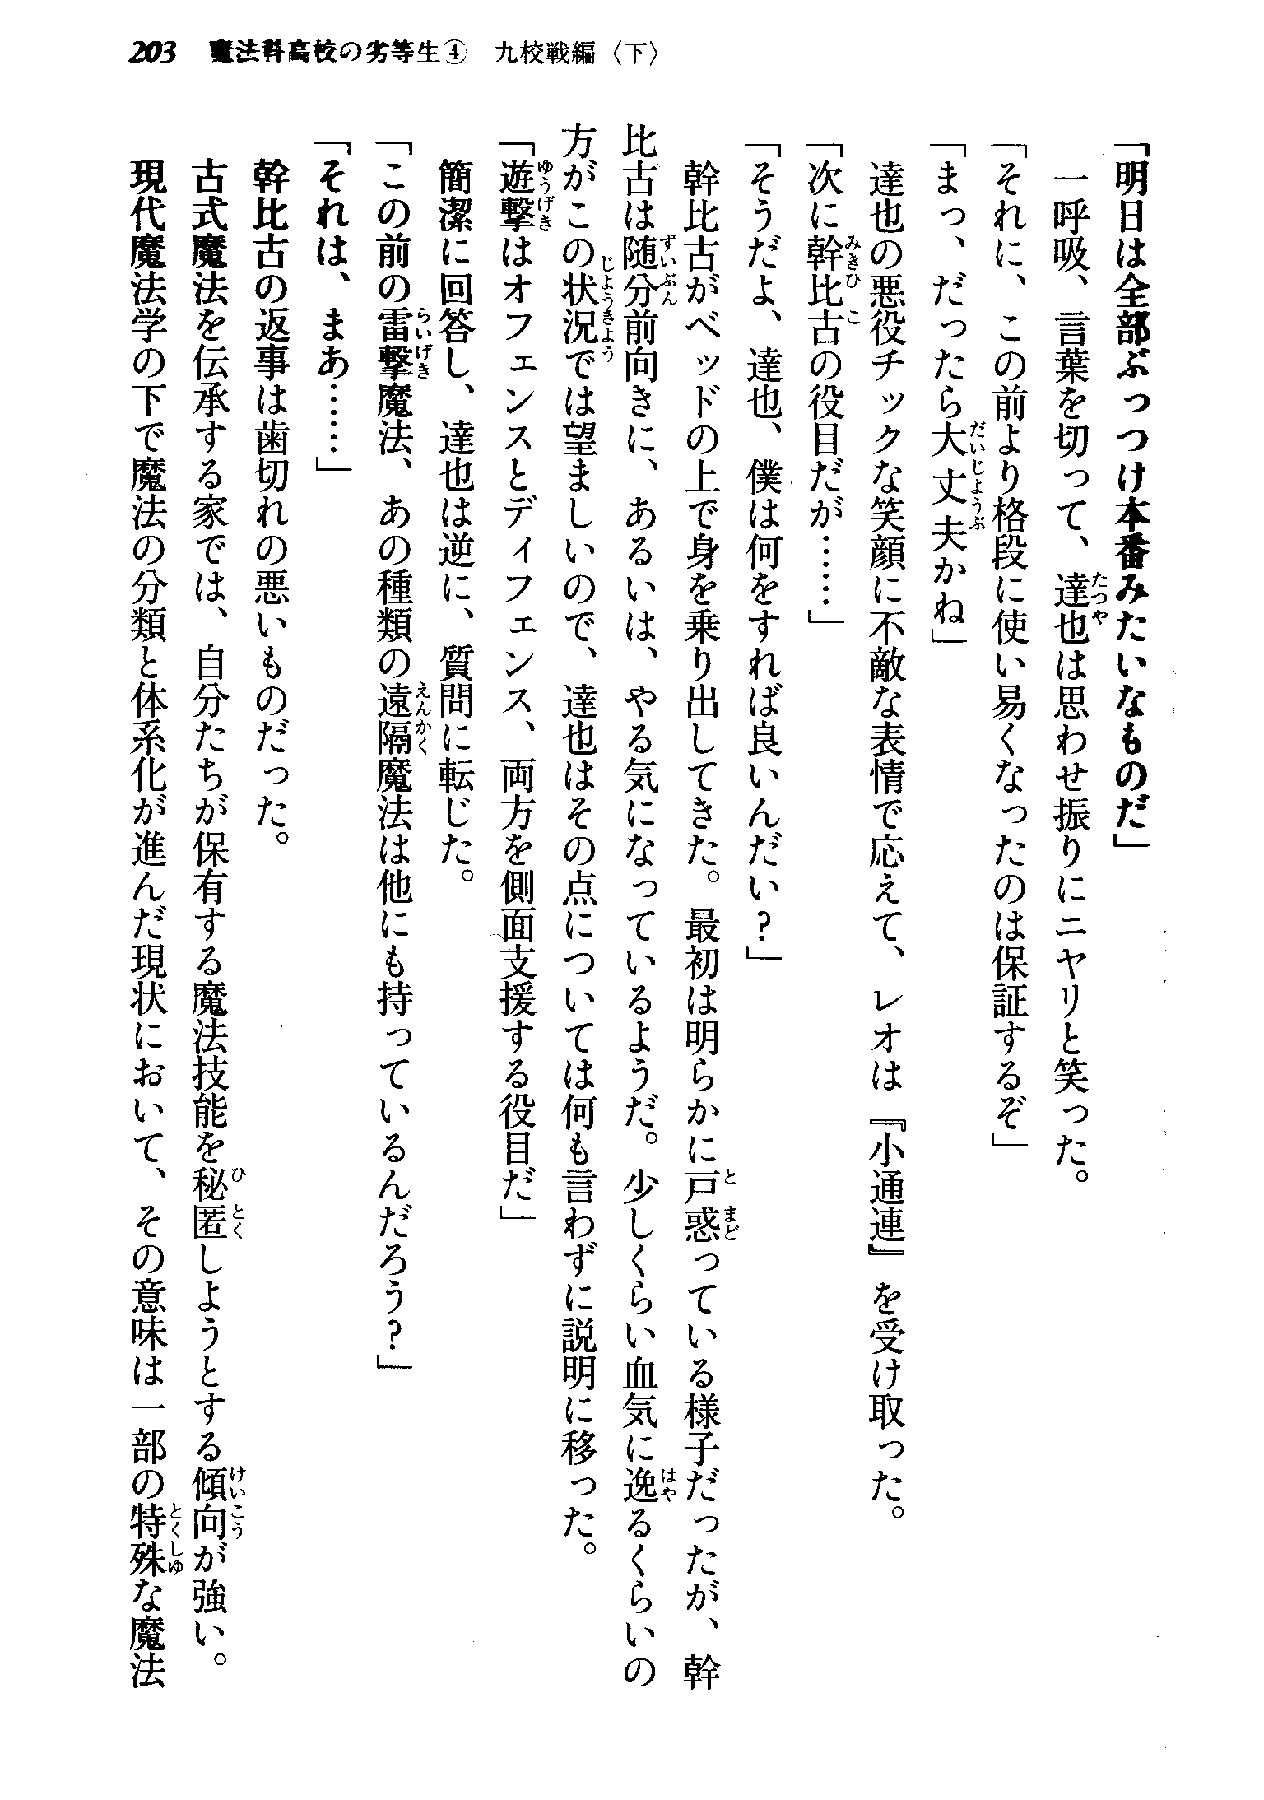 203　魔法科高校の劣等生④　九校戦編〈下〉
「明日は全部ぶっつけ本番みたいなものだ」
一呼吸、言葉を切って、達也は思わせ振りにニヤリと笑った。
「それに、この前より格段に使い易くなったのは保証するぞ」
「まっ、だったら大丈夫かね」
達也の悪役チックな笑顔に不敵な表情で応えて、レオは『小通連』を受け取った。
「次に幹比古の役目だが……」
「そうだよ、達也、僕は何をすれば良いんだい？」
幹比古がベッドの上で身を乗り出してきた。最初は明らかに戸惑っている様子だったが、幹
比古は随分前向きに、あるいは、やる気になっているようだ。少しくらい血気に逸るくらいの
方がこの状況では望ましいので、達也はその点については何も言わずに説明に移った。
「遊撃はオフェンスとディフェンス、両方を側面支援する役目だ」
簡潔に回答し、達也は逆に、質問に転じた。
「この前の雷撃魔法、あの種類の遠隔魔法は他にも持っているんだろう？」
「それは、まあ……」
幹比古の返事は歯切れの悪いものだった。
古式魔法を伝承する家では、自分たちが保有する魔法技能を秘匿しようとする傾向が強い。
現代魔法学の下で魔法の分類と体系化が進んだ現状において、その意味は一部の特殊な魔法